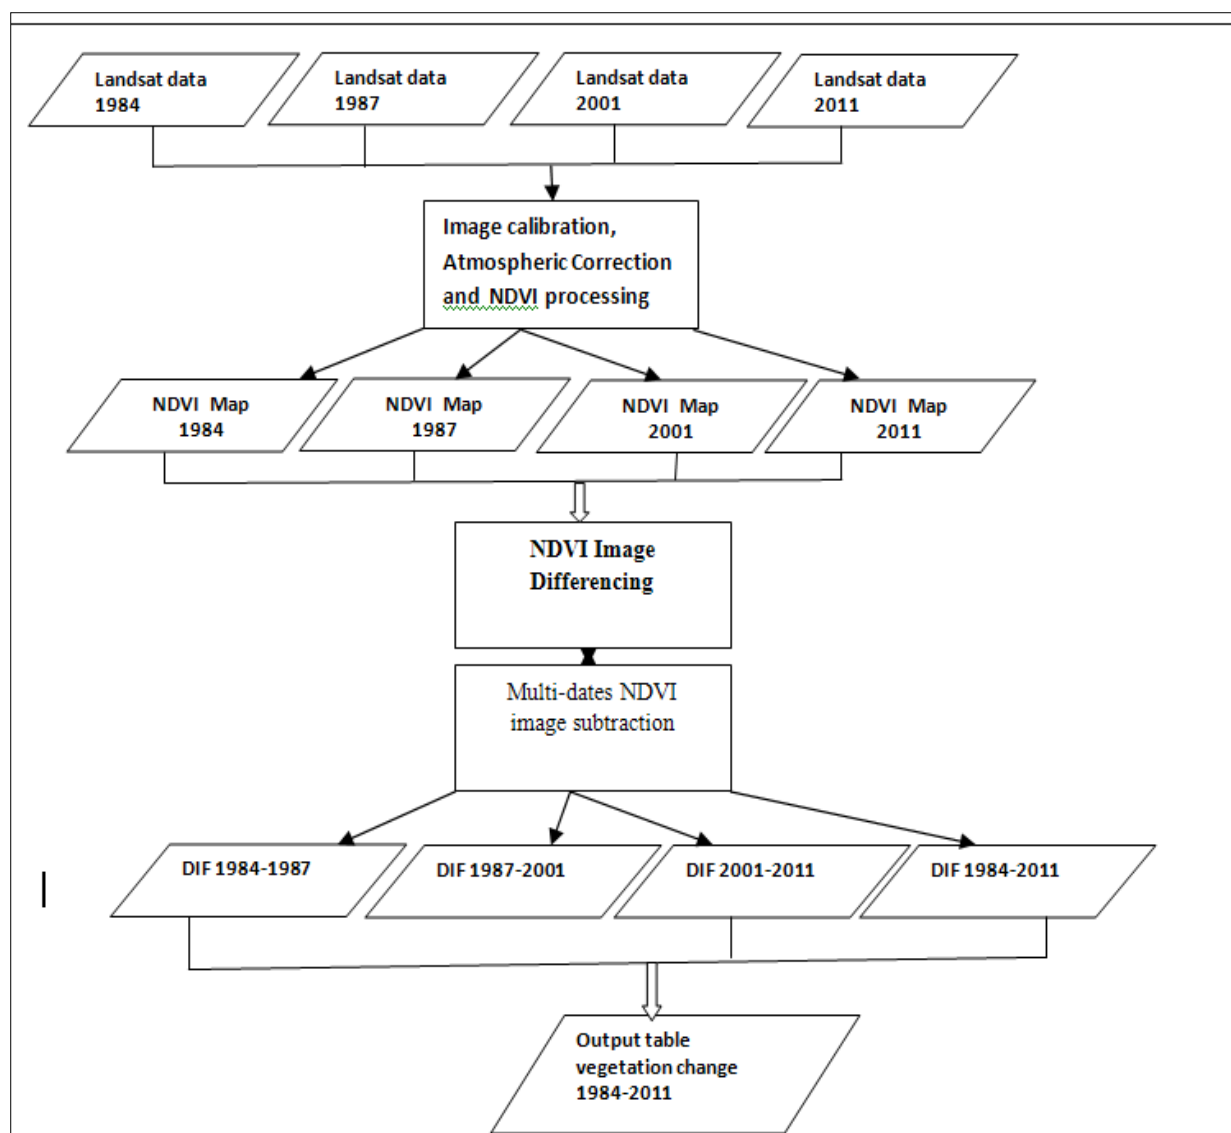 Landsat data
1984
Landsat data
1987
Landsat data
2001
Landsat data
2011
Image calibration,
Atmospheric Correction
and NDVI processing
NDVI Map
1984
NDVI Map
1987
NDVI Map
2001
NDVI Map
2011
NDVI Image
Differencing
Multi-dates NDVI
image subtraction
DIF 1984-1987
DIF 1987-2001
DIF 2001-2011
DIF 1984-2011
Output table
vegetation change
1984-2011